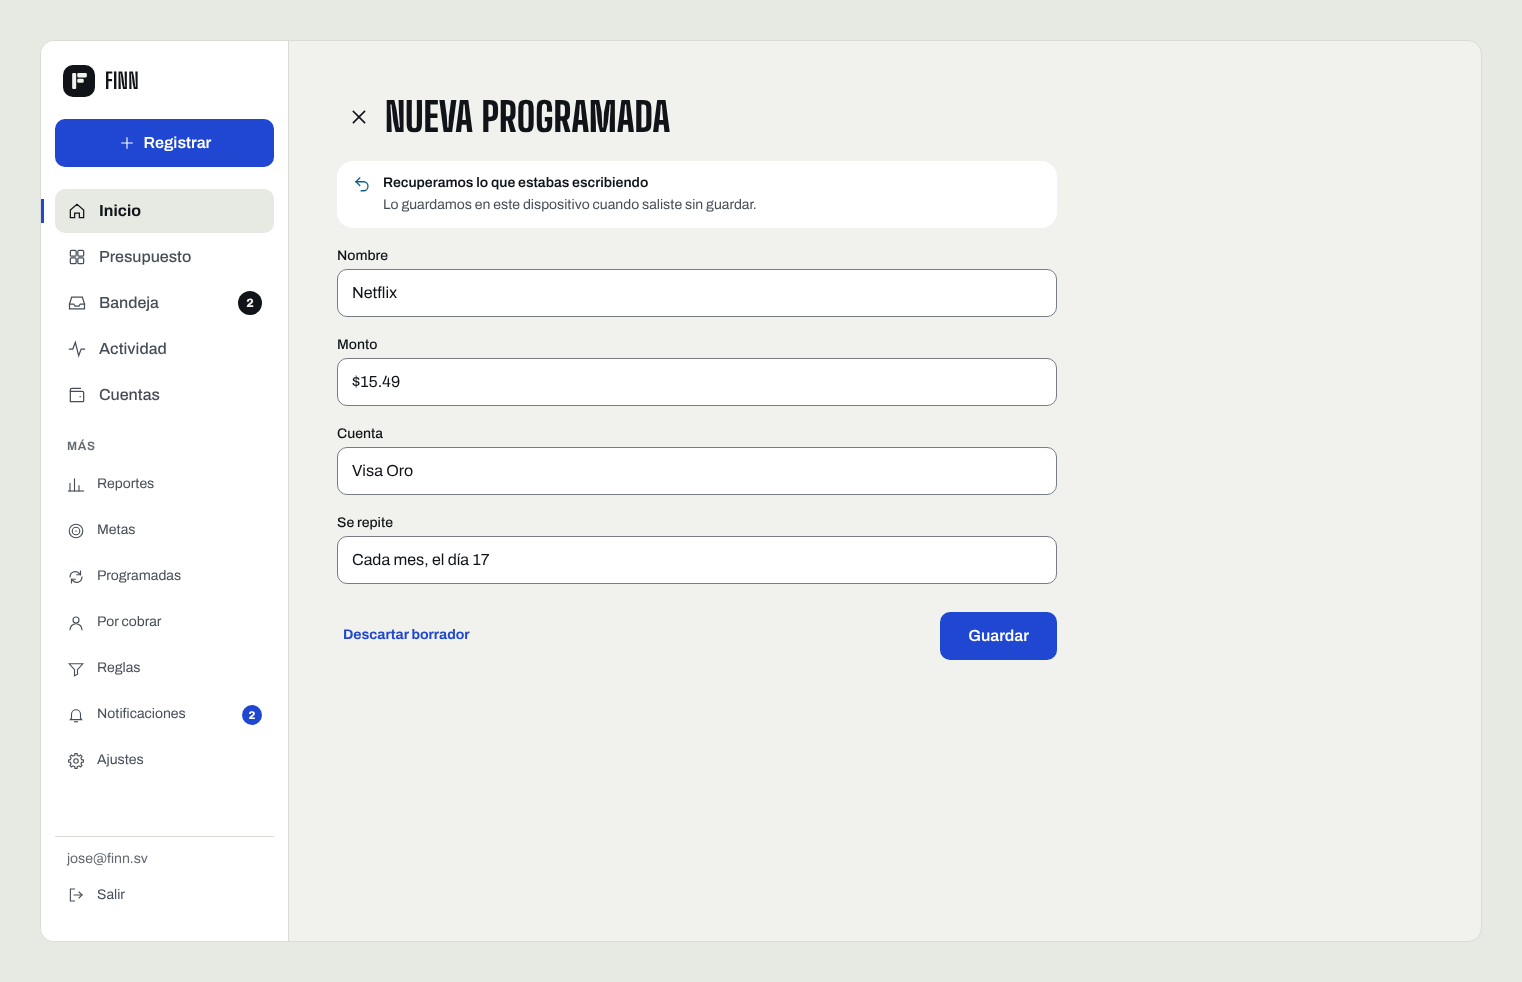 FINN
Registrar
Inicio
Presupuesto
Bandeja 2
Actividad
Cuentas
MÁS
Reportes
Metas
Programadas
Por cobrar
Reglas
Notificaciones 2
Ajustes
jose@finn.sv
Salir
NUEVA PROGRAMADA
Recuperamos lo que estabas escribiendo
Lo guardamos en este dispositivo cuando saliste sin guardar.
Nombre
Netflix
Monto
$15.49
Cuenta
Visa Oro
Se repite
Cada mes, el día 17
Descartar borrador
Guardar